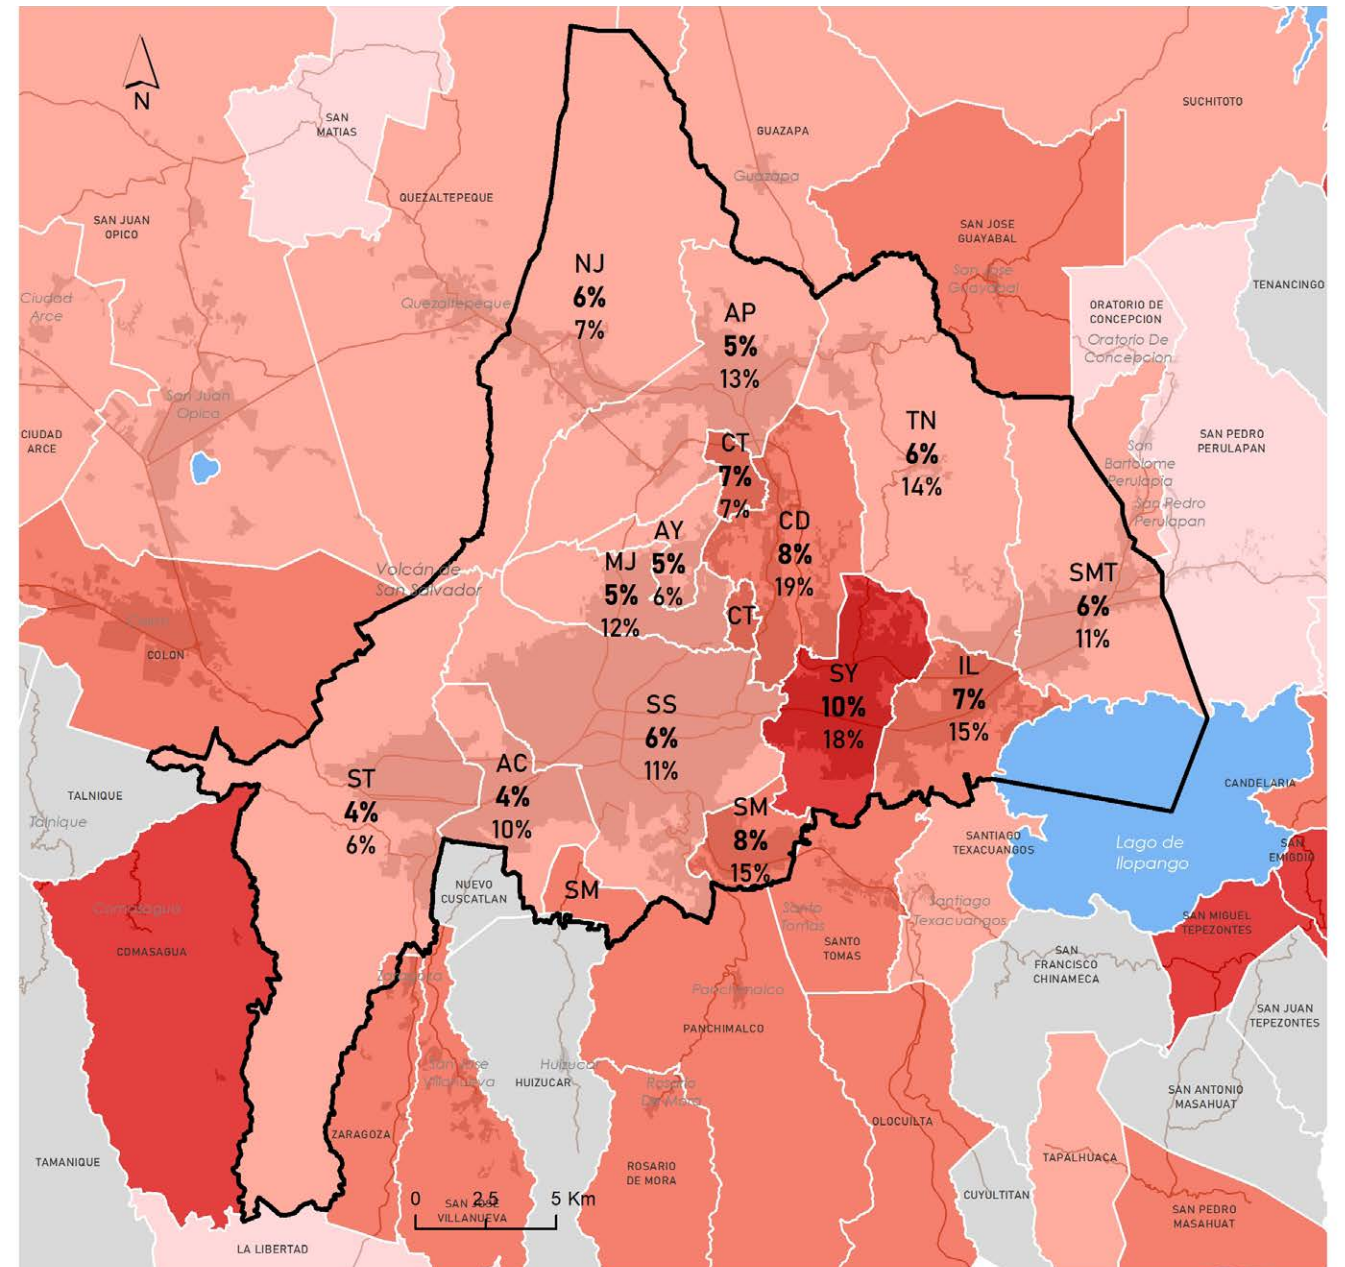 N
SAN
MATIAS
SUCHITOTO
GUAZAPA
Guazapa
QUEZALTEPEQUE
SAN JUAN
OPICO
SAN JOSE
GUAYABAL
San Jose
Guayabal
TENANCINGO
Ciudad
Arce
Quezaltepeque
NJ
6%
7%
AP
5%
13%
ORATORIO DE
CONCEPCION
Oratorio De
Concepcion
San Juan
Opico
CIUDAD
ARCE
TN
6%
14%
SAN PEDRO
PERULAPAN
San
Bartolome
Perulapia
San Pedro
Perulapan
CT
7%
7%
CD
8%
19%
AY
5%
6%
MJ
5%
12%
CT
Volcán de
San Salvador
SMT
6%
11%
COLON
SY
10%
18%
IL
7%
15%
SS
6%
11%
ST
4%
6%
AC
4%
10%
SM
8%
15%
TALNIQUE
Talnique
CANDELARIA
SANTIAGO
TEXACUANGOS
Lago de
Ilopango
SAN
EMIGDIO
NUEVO
CUSCATLAN
SM
Comasagua
COMASAGUA
Santo
Tomas
SANTO
TOMAS
Santiago
Texacuangos
SAN MIGUEL
TEPEZONTES
SAN
FRANCISCO
CHINAMECA
Zaragoza
Panchimalco
PANCHIMALCO
SAN JUAN
TEPEZONTES
San Jose
Villanueva
Huizucar
HUIZUCAR
Rosario
De Mora
SAN ANTONIO
MASAHUAT
ZARAGOZA
OLOCUILTA
TAMANIQUE
ROSARIO
DE MORA
TAPALHUACA
CUYULTITAN
0 2.5 5 Km
SAN JOSE
VILLANUEVA
SAN PEDRO
MASAHUAT
LA LIBERTAD